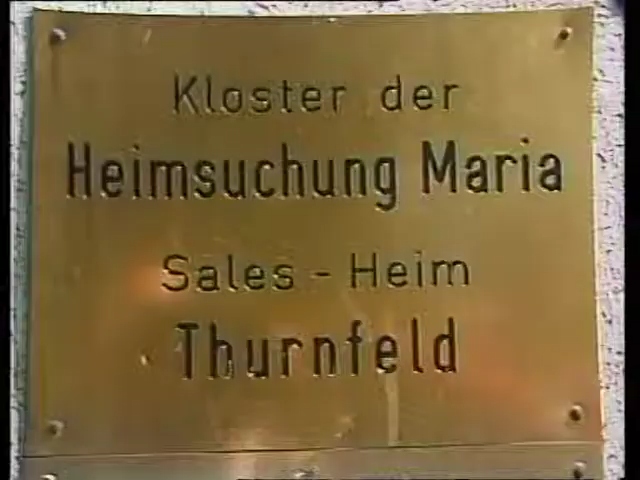 Kloster der
Heimsuchung Maria
Sales - Heim
Thurnfeld